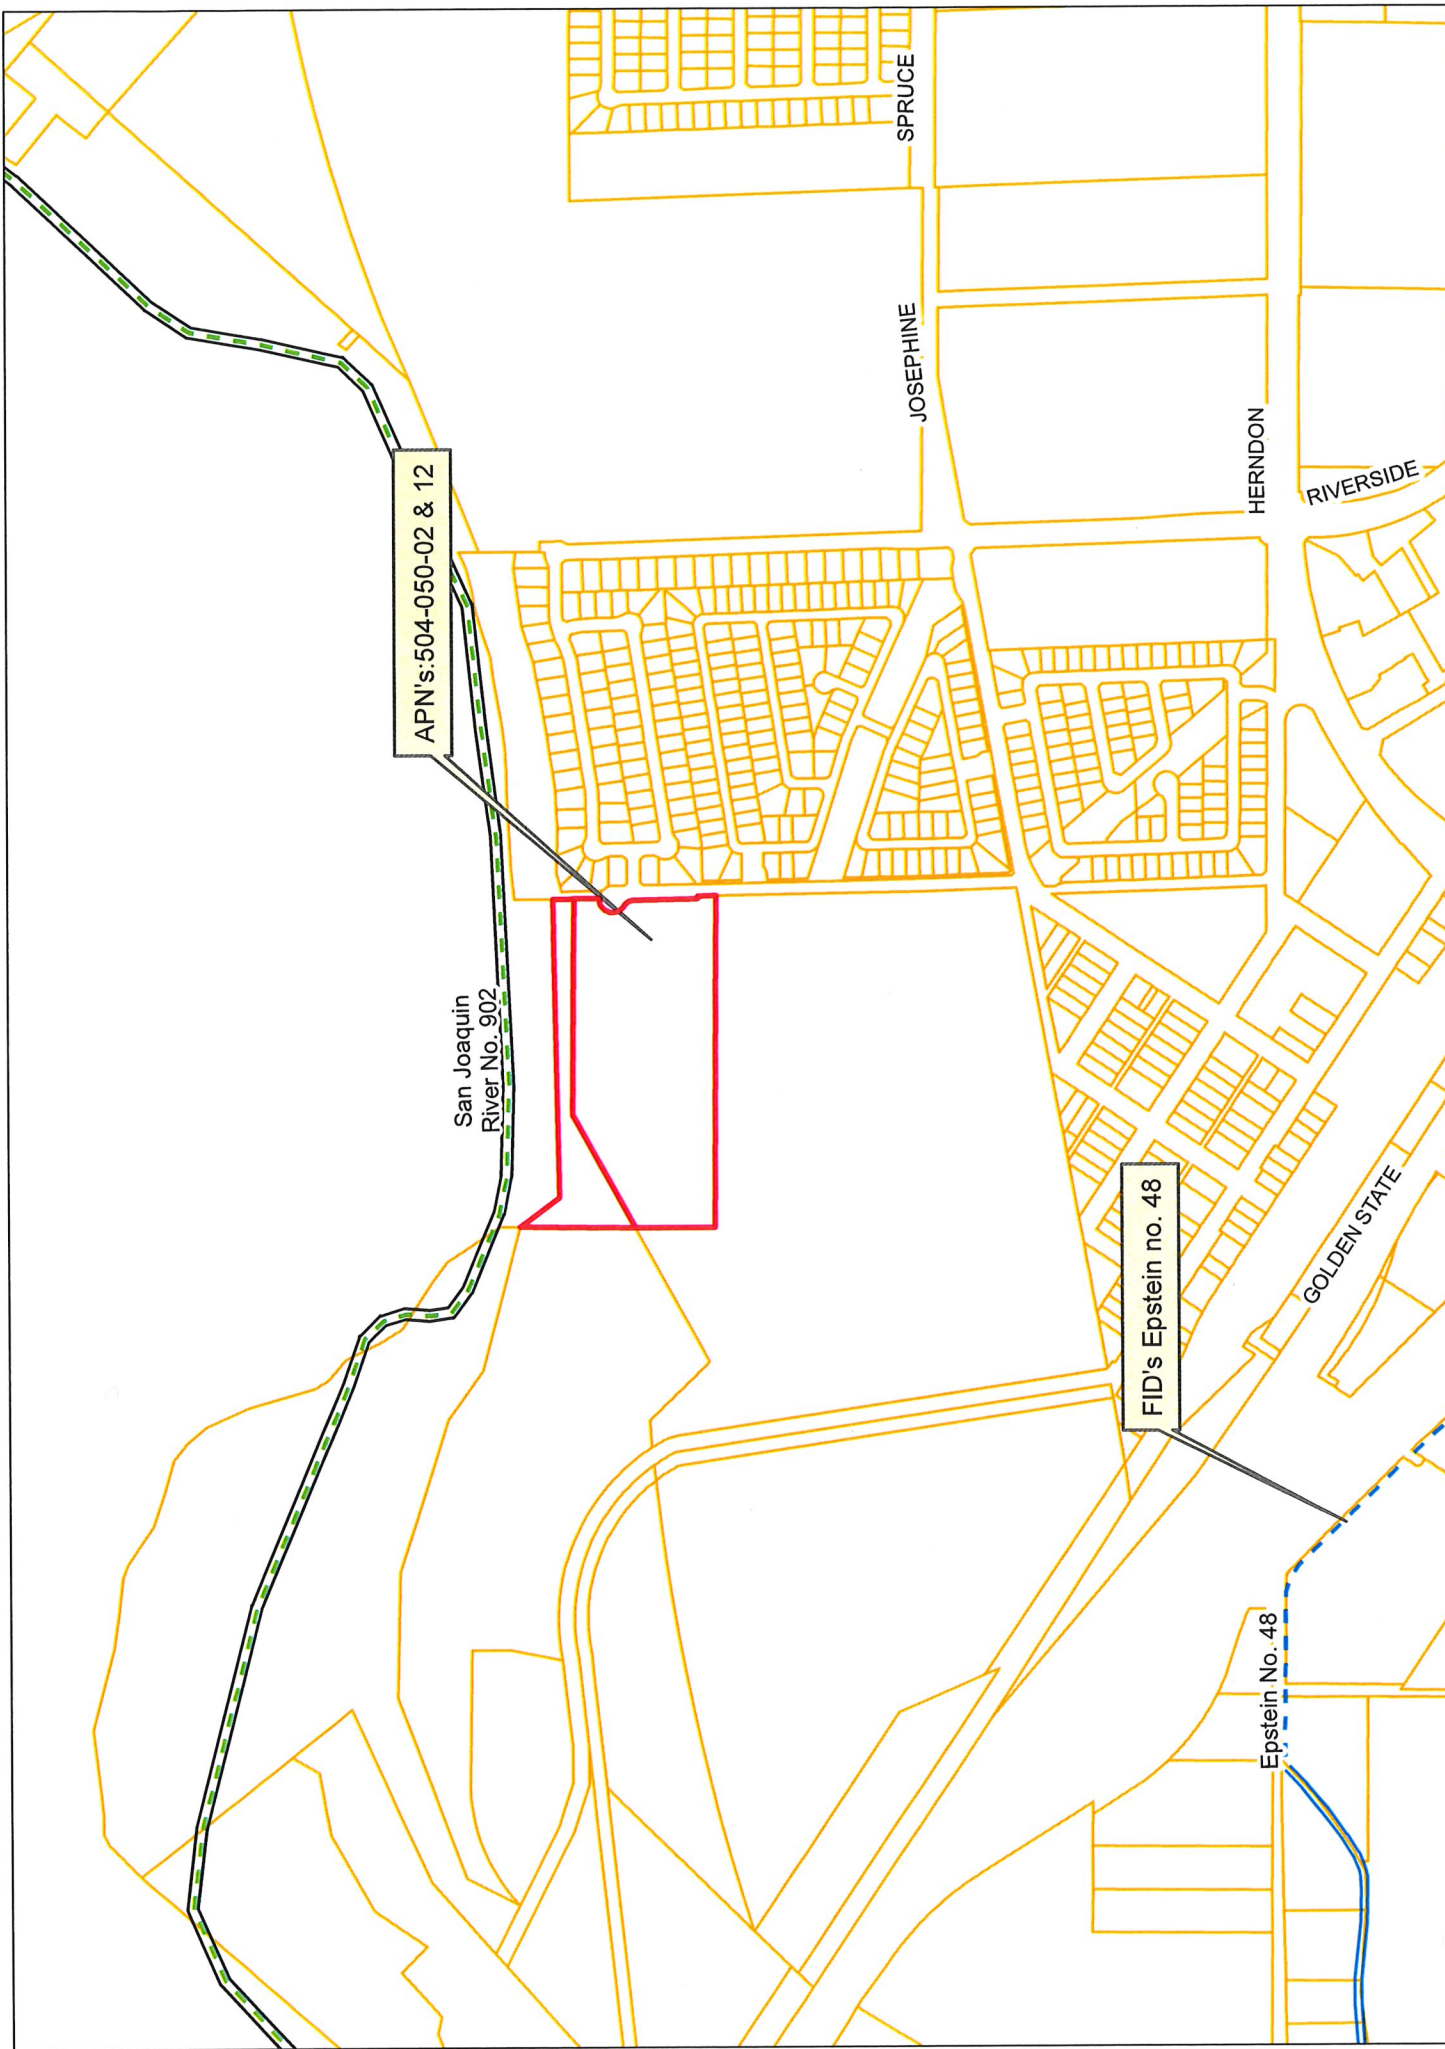 San Joaquin
River No. 902
APN's:504-050-02 & 12
SPRUCE
JOSEPHINE
HERNDON
RIVERSIDE
GOLDEN STATE
FID's Epstein no. 48
Epstein No. 48